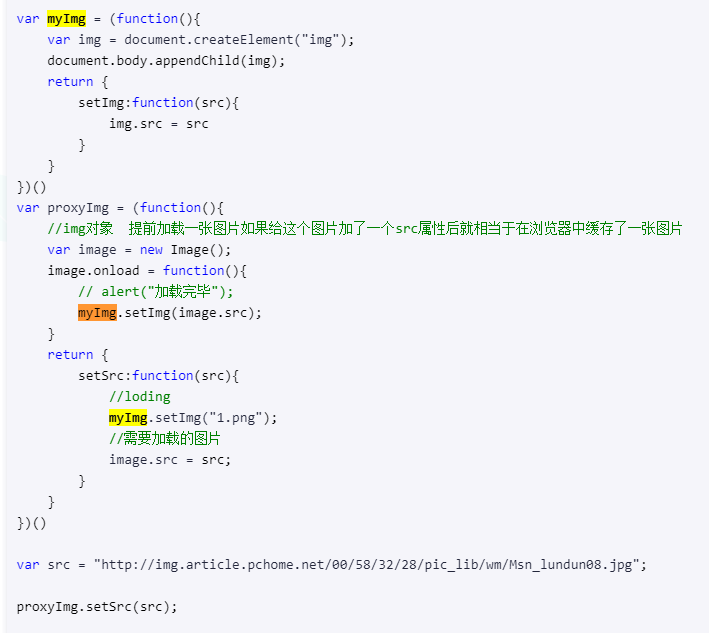 var myImg = (function(){
    var img = document.createElement("img");
    document.body.appendChild(img);
    return {
        setImg:function(src){
            img.src = src
        }
    }
})()
var proxyImg = (function(){
    //img对象  提前加载一张图片如果给这个图片加了一个src属性后就相当于在浏览器中缓存了一张图片
    var image = new Image();
    image.onload = function(){
        // alert("加载完毕");
        myImg.setImg(image.src);
    }
    return {
        setSrc:function(src){
            //loding
            myImg.setImg("1.png");
            //需要加载的图片
            image.src = src;
        }
    }
})()
var src = "http://img.article.pchome.net/00/58/32/28/pic_lib/wm/Msn_lundun08.jpg";
proxyImg.setSrc(src);